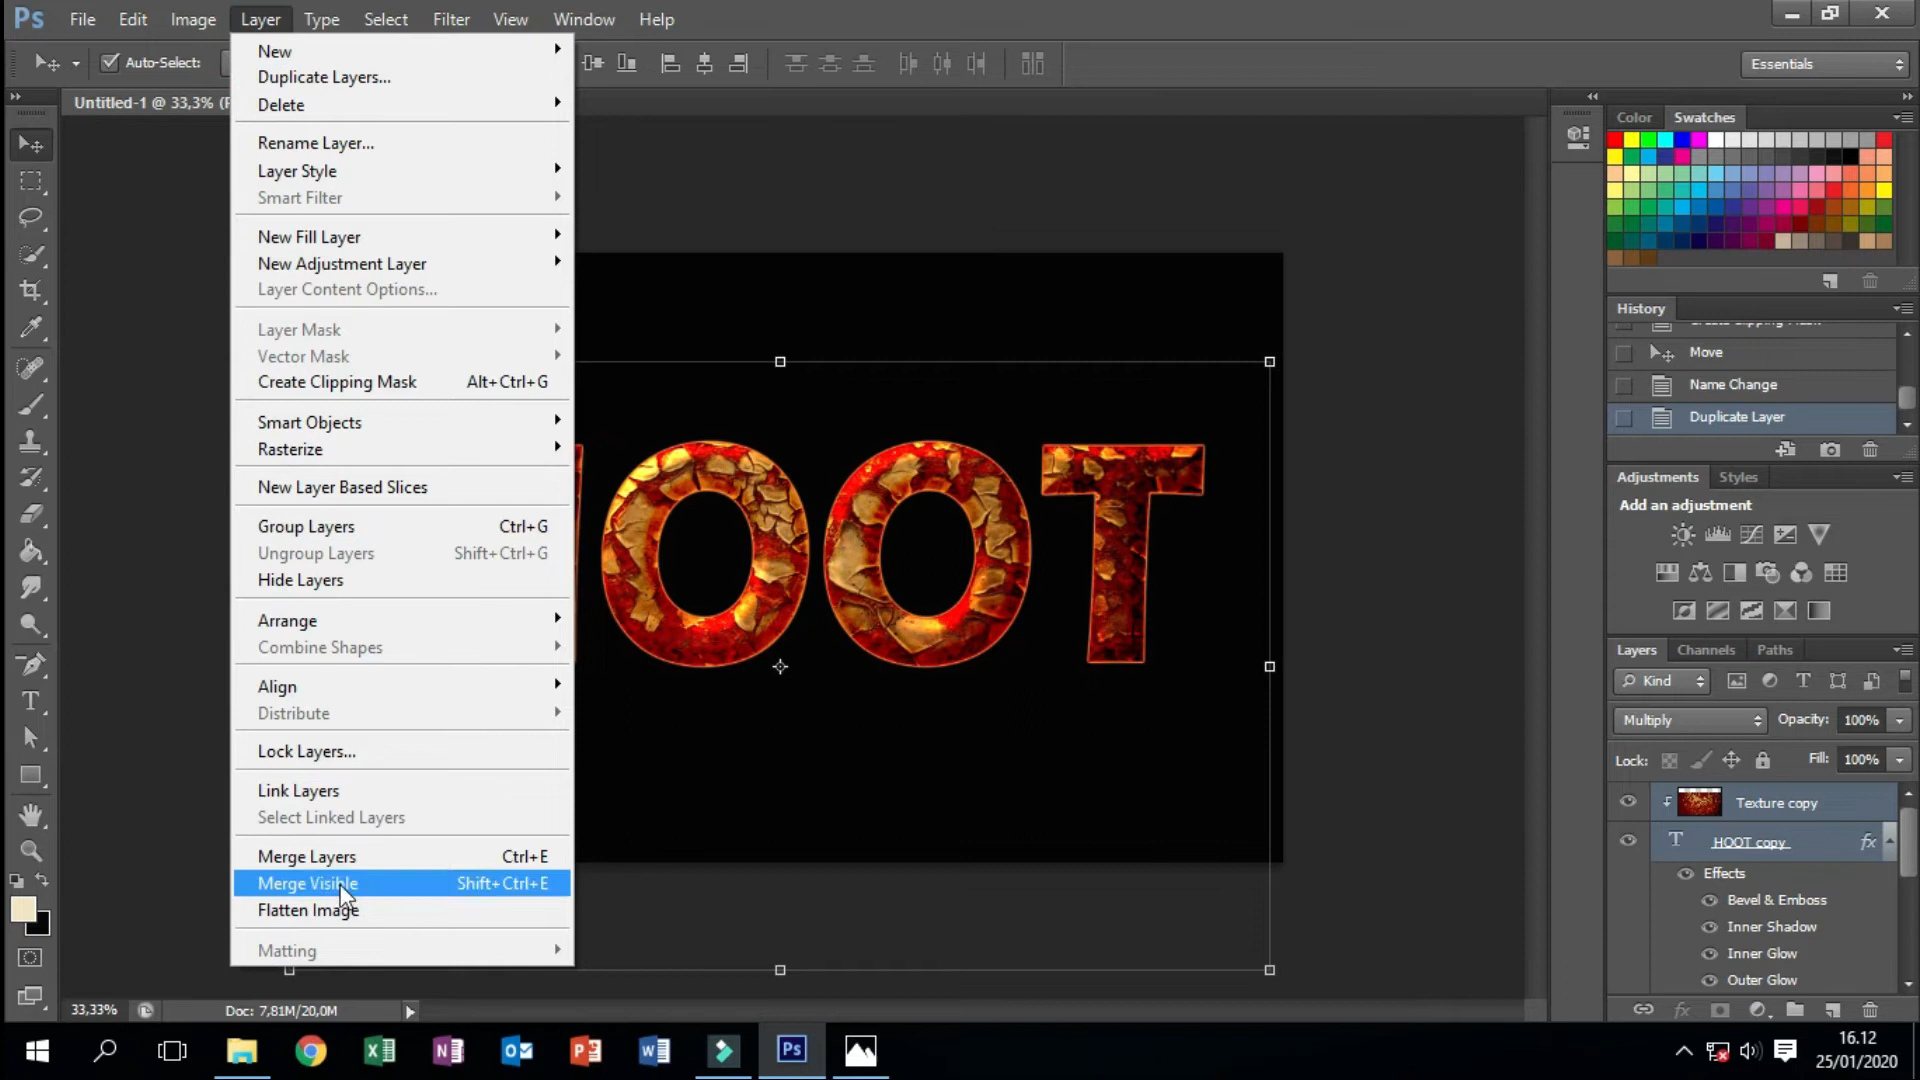 Ps File Edit Image Layer Type Select Filter View Window Help
Auto-Select:
Essentials
Untitled-1 @ 33,3% (
New
Duplicate Layers...
Delete
Rename Layer...
Layer Style
Smart Filter
New Fill Layer
New Adjustment Layer
Layer Content Options...
Layer Mask
Vector Mask
Create Clipping Mask Alt+Ctrl+G
Smart Objects
Rasterize
New Layer Based Slices
Group Layers Ctrl+G
Ungroup Layers Shift+Ctrl+G
Hide Layers
Arrange
Combine Shapes
Align
Distribute
Lock Layers...
Link Layers
Select Linked Layers
Merge Layers Ctrl+E
Merge Visible Shift+Ctrl+E
Flatten Image
Matting
OOT
Color Swatches
History
Move
Name Change
Duplicate Layer
Adjustments Styles
Add an adjustment
Layers Channels Paths
Kind
Multiply Opacity: 100%
Lock: Fill: 100%
Texture copy
HOOT copy fx
Effects
Bevel & Emboss
Inner Shadow
Inner Glow
Outer Glow
33,33% Doc: 7,81M/20,0M
16.12
25/01/2020